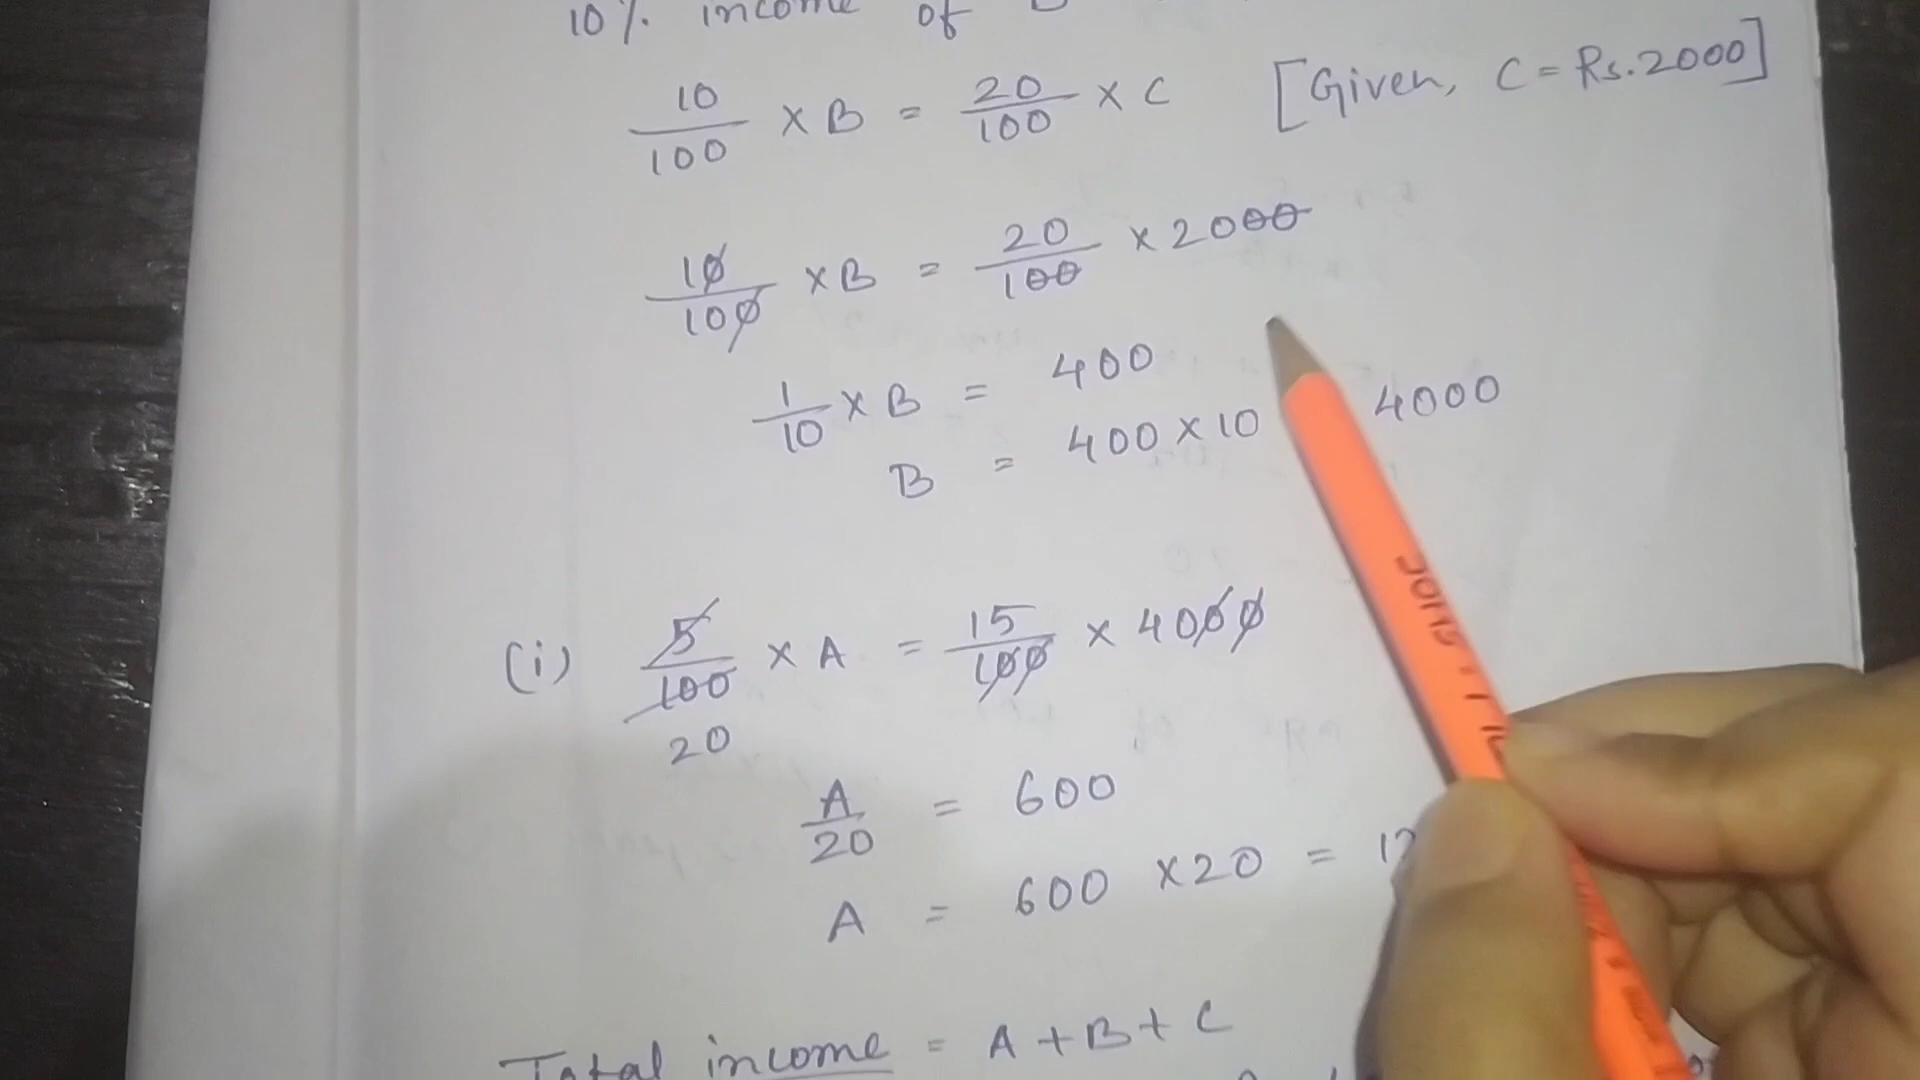 10% income of B
10/100 × B = 20/100 × C [Given, C = Rs.2000]
10/100 × B = 20/100 × 2000
1/10 × B = 400
B = 400 × 10 4000
(i) 5/100 × A = 15/100 × 4000
20
A/20 = 600
A = 600 × 20 = 12
Total income = A + B + C